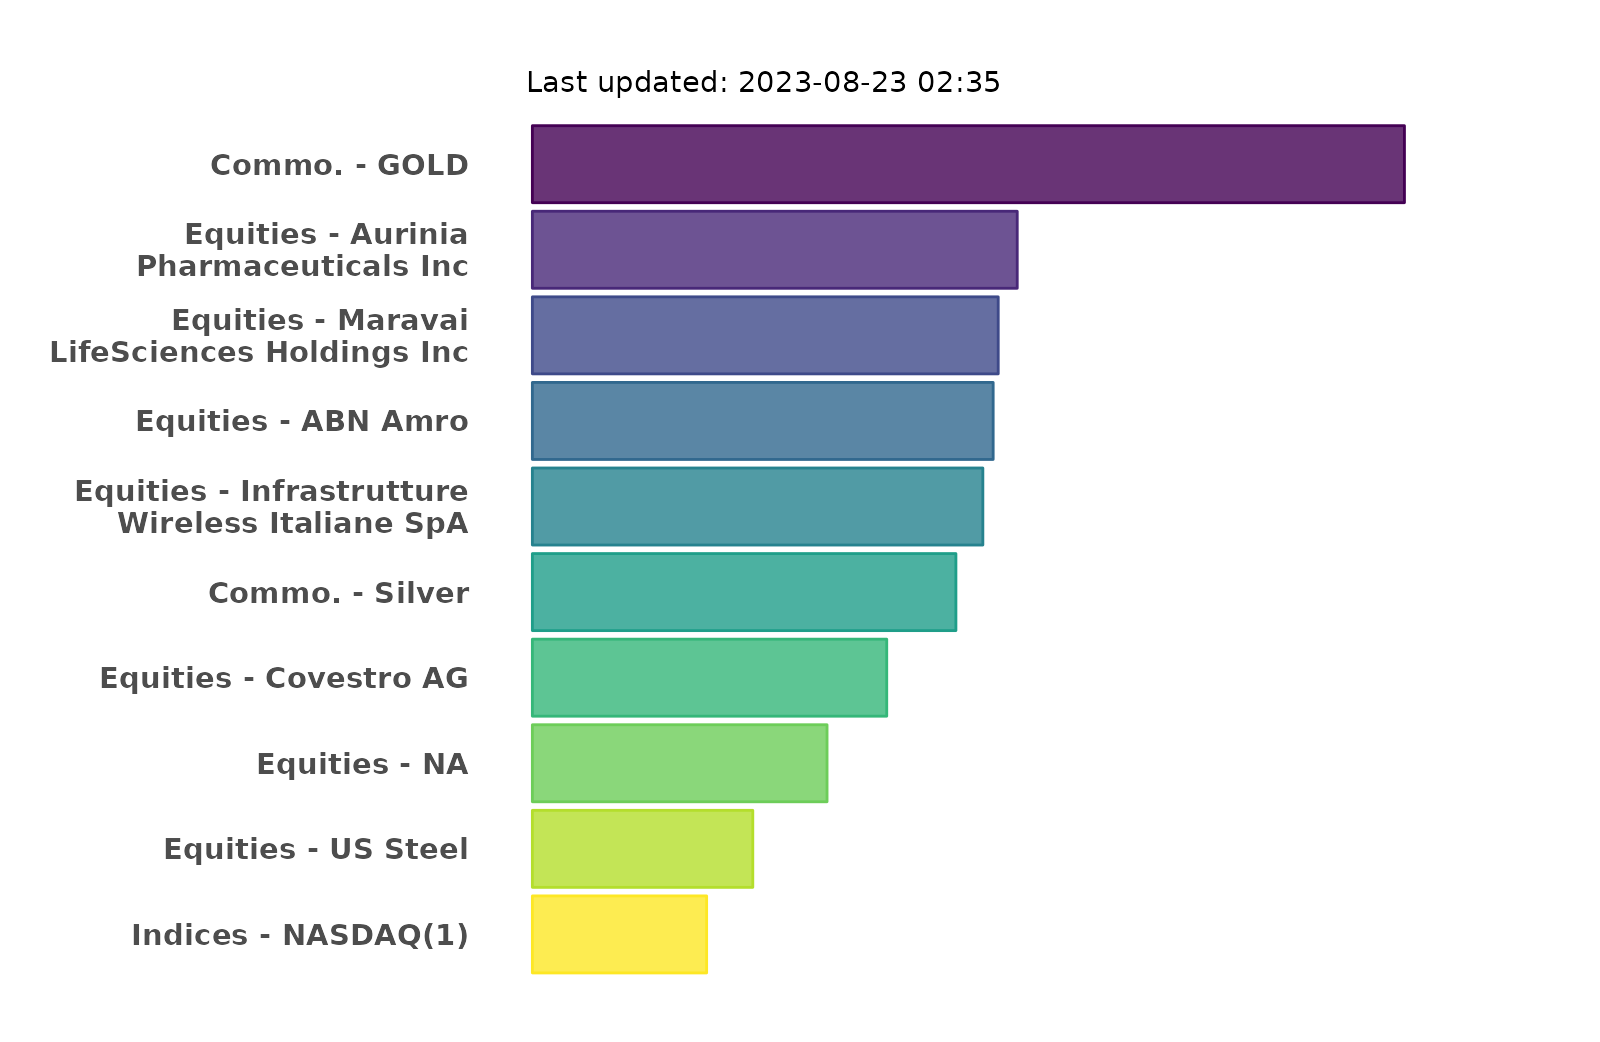 Last updated: 2023-08-23 02:35
Commo. - GOLD
Equities - Aurinia
Pharmaceuticals Inc
Equities - Maravai
LifeSciences Holdings Inc
Equities - ABN Amro
Equities - Infrastrutture
Wireless Italiane SpA
Commo. - Silver
Equities - Covestro AG
Equities - NA
Equities - US Steel
Indices - NASDAQ(1)